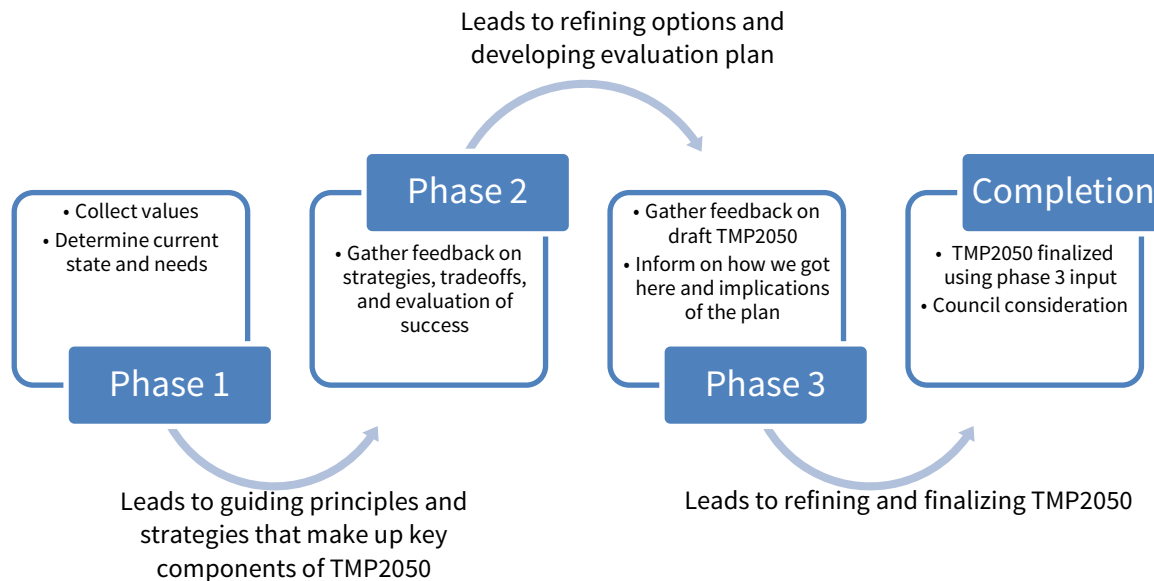 Leads to refining options and
developing evaluation plan
• Collect values
• Determine current
state and needs
Phase 1
Leads to guiding principles and
strategies that make up key
components of TMP2050
Phase 2
• Gather feedback on
strategies, tradeoffs,
and evaluation of
success
• Gather feedback on
draft TMP2050
• Inform on how we got
here and implications
of the plan
Phase 3
Leads to refining and finalizing TMP2050
Completion
• TMP2050 finalized
using phase 3 input
• Council consideration